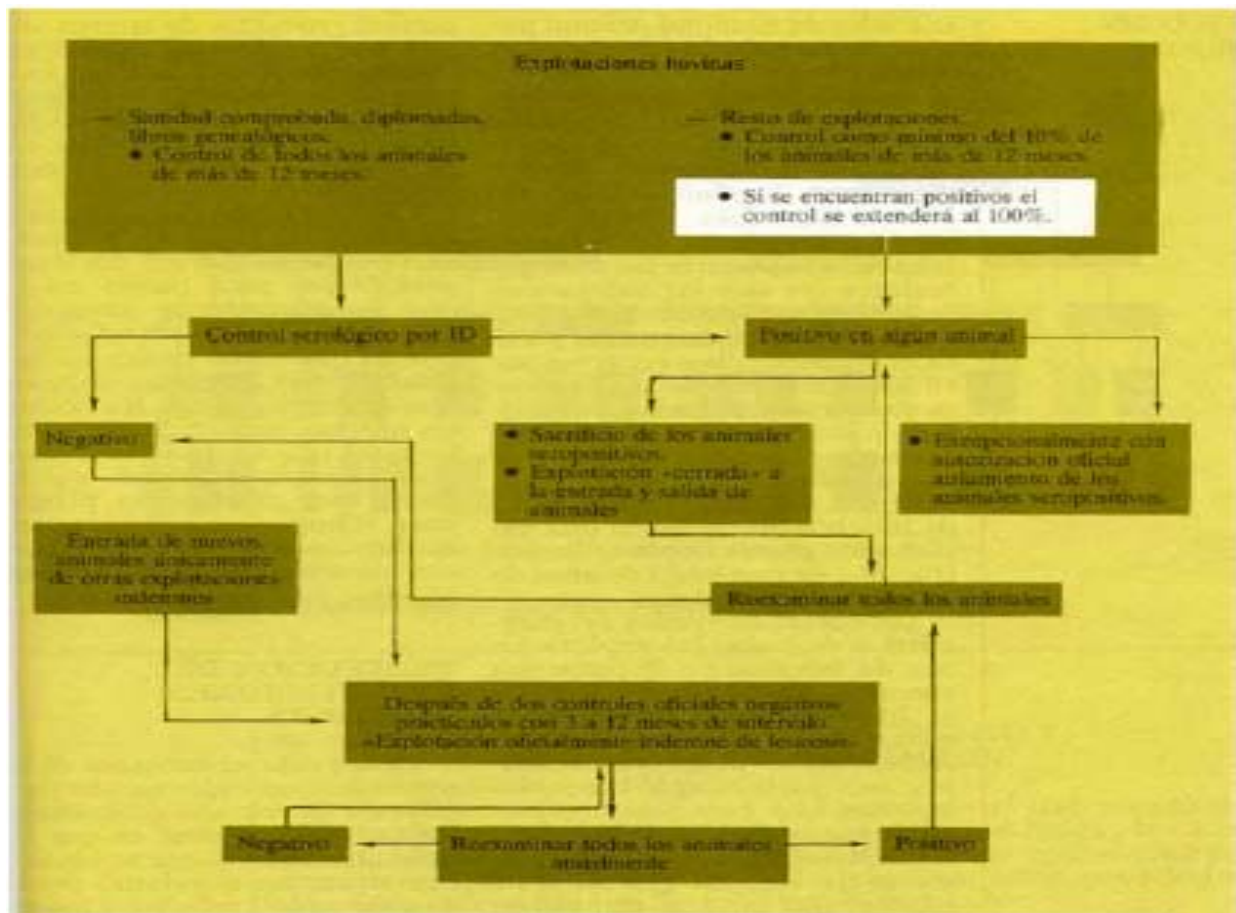 Explotaciones bovinas
— Sanidad comprobada, diplomadas,
libros genealógicos.
● Control de todos los animales
de más de 12 meses.
— Resto de explotaciones:
● Control como mínimo del 10% de
los animales de más de 12 meses.
● Si se encuentran positivos el
control se extenderá al 100%.
Control serológico por ID
Positivo en algún animal
Negativo
● Sacrificio de los animales
seropositivos.
● Explotación «cerrada» a
la entrada y salida de
animales
● Excepcionalmente con
autorización oficial
aislamiento de los
animales seropositivos.
Entrada de nuevos
animales únicamente
de otras explotaciones
indemnes
Reexaminar todos los animales
Después de dos controles oficiales negativos
practicados con 3 a 12 meses de intérvalo
«Explotación oficialmente indemne de leucosis»
Negativo
Reexaminar todos los animales
anualmente
Positivo